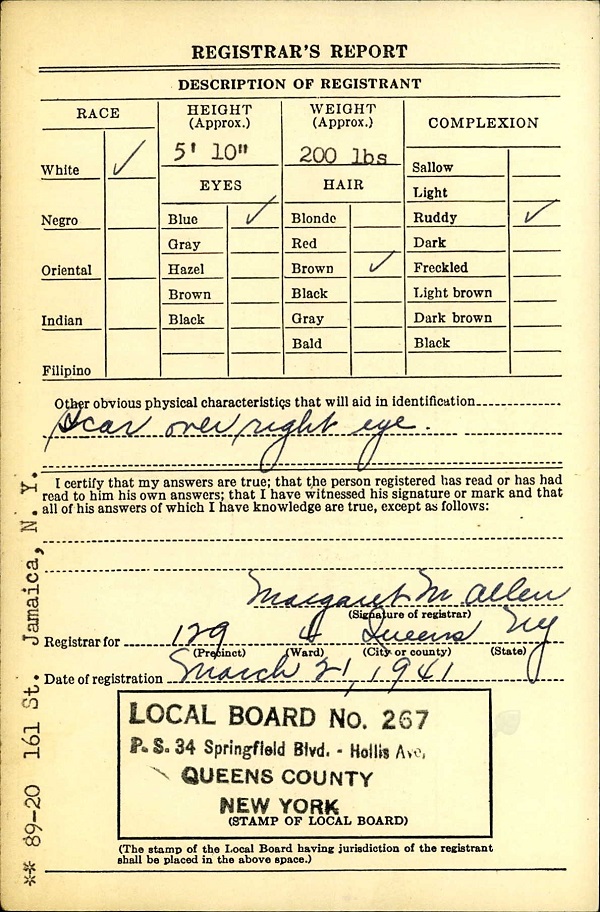 REGISTRAR'S REPORT
DESCRIPTION OF REGISTRANT
RACE
HEIGHT
(Approx.)
WEIGHT
(Approx.)
COMPLEXION
5' 10"
200 lbs
White ✓
Negro
Oriental
Indian
Filipino
EYES
Blue ✓
Gray
Hazel
Brown
Black
HAIR
Blonde
Red
Brown ✓
Black
Gray
Bald
Sallow
Light
Ruddy ✓
Dark
Freckled
Light brown
Dark brown
Black
Other obvious physical characteristics that will aid in identification
Scar over right eye.
I certify that my answers are true; that the person registered has read or has had
read to him his own answers; that I have witnessed his signature or mark and that
all of his answers of which I have knowledge are true, except as follows:
Margaret M Allen
(Signature of registrar)
Registrar for 129 4 Queens NY
(Precinct) (Ward) (City or county) (State)
Date of registration March 21, 1941
LOCAL BOARD No. 267
P. S. 34 Springfield Blvd. - Hollis Ave,
QUEENS COUNTY
NEW YORK
(STAMP OF LOCAL BOARD)
(The stamp of the Local Board having jurisdiction of the registrant
shall be placed in the above space.)
** 89-20 161 St. Jamaica, N. Y.